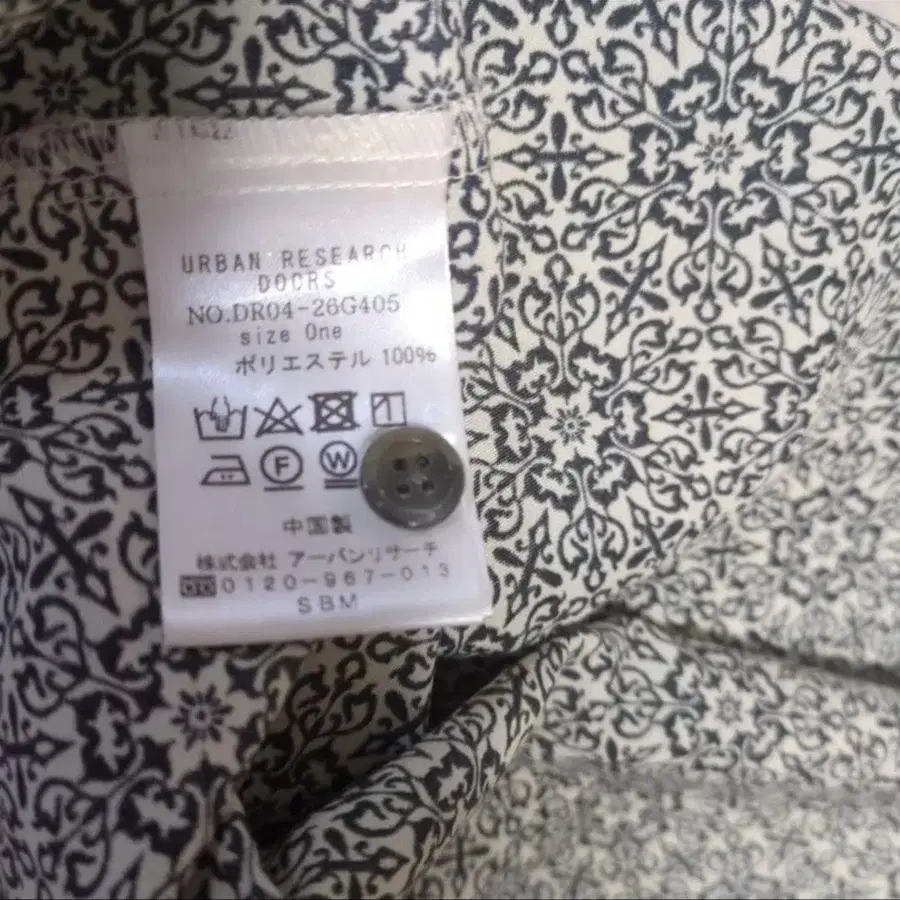 URBAN RESEARCH
DOORS
NO.DR04-26G405
size One
ポリエステル 100%
F
W
中国製
株式会社 アーバンリサーチ
0120-967-013
SBM